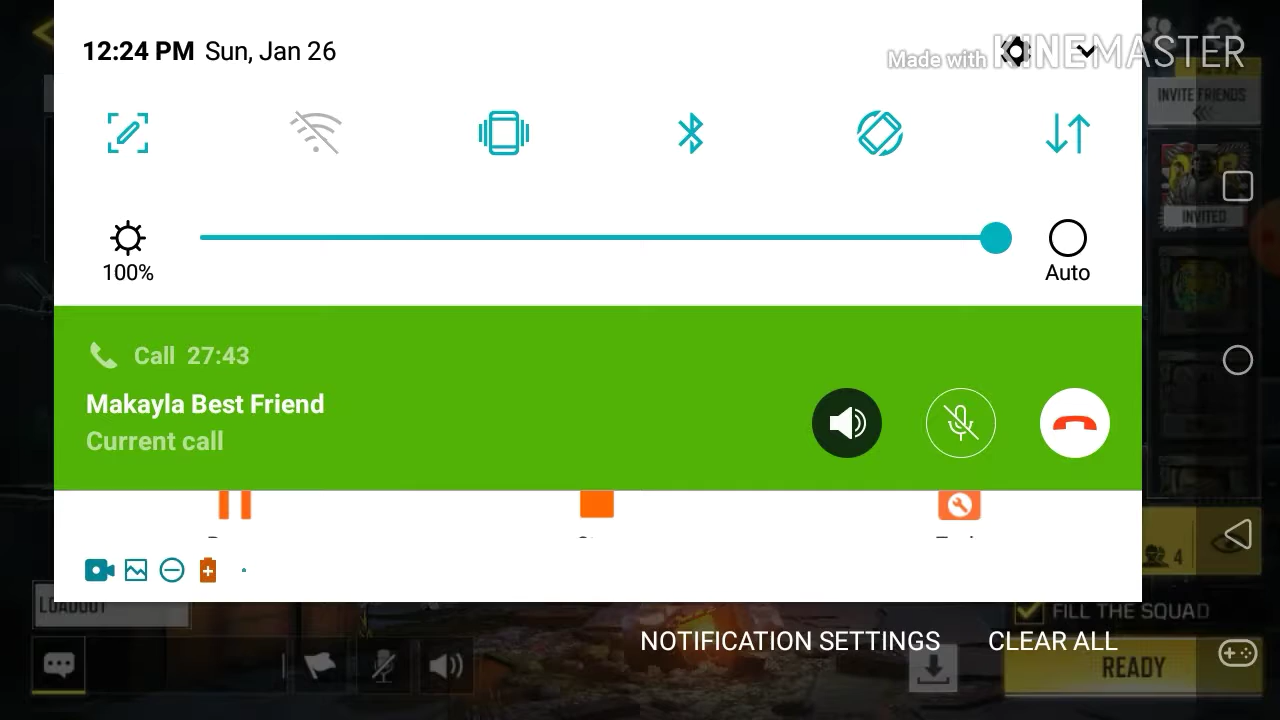 12:24 PM Sun, Jan 26
Made with KINEMASTER
INVITE FRIENDS
INVITED
100%
Auto
Call 27:43
Makayla Best Friend
Current call
4
LOADOUT
FILL THE SQUAD
NOTIFICATION SETTINGS
CLEAR ALL
READY